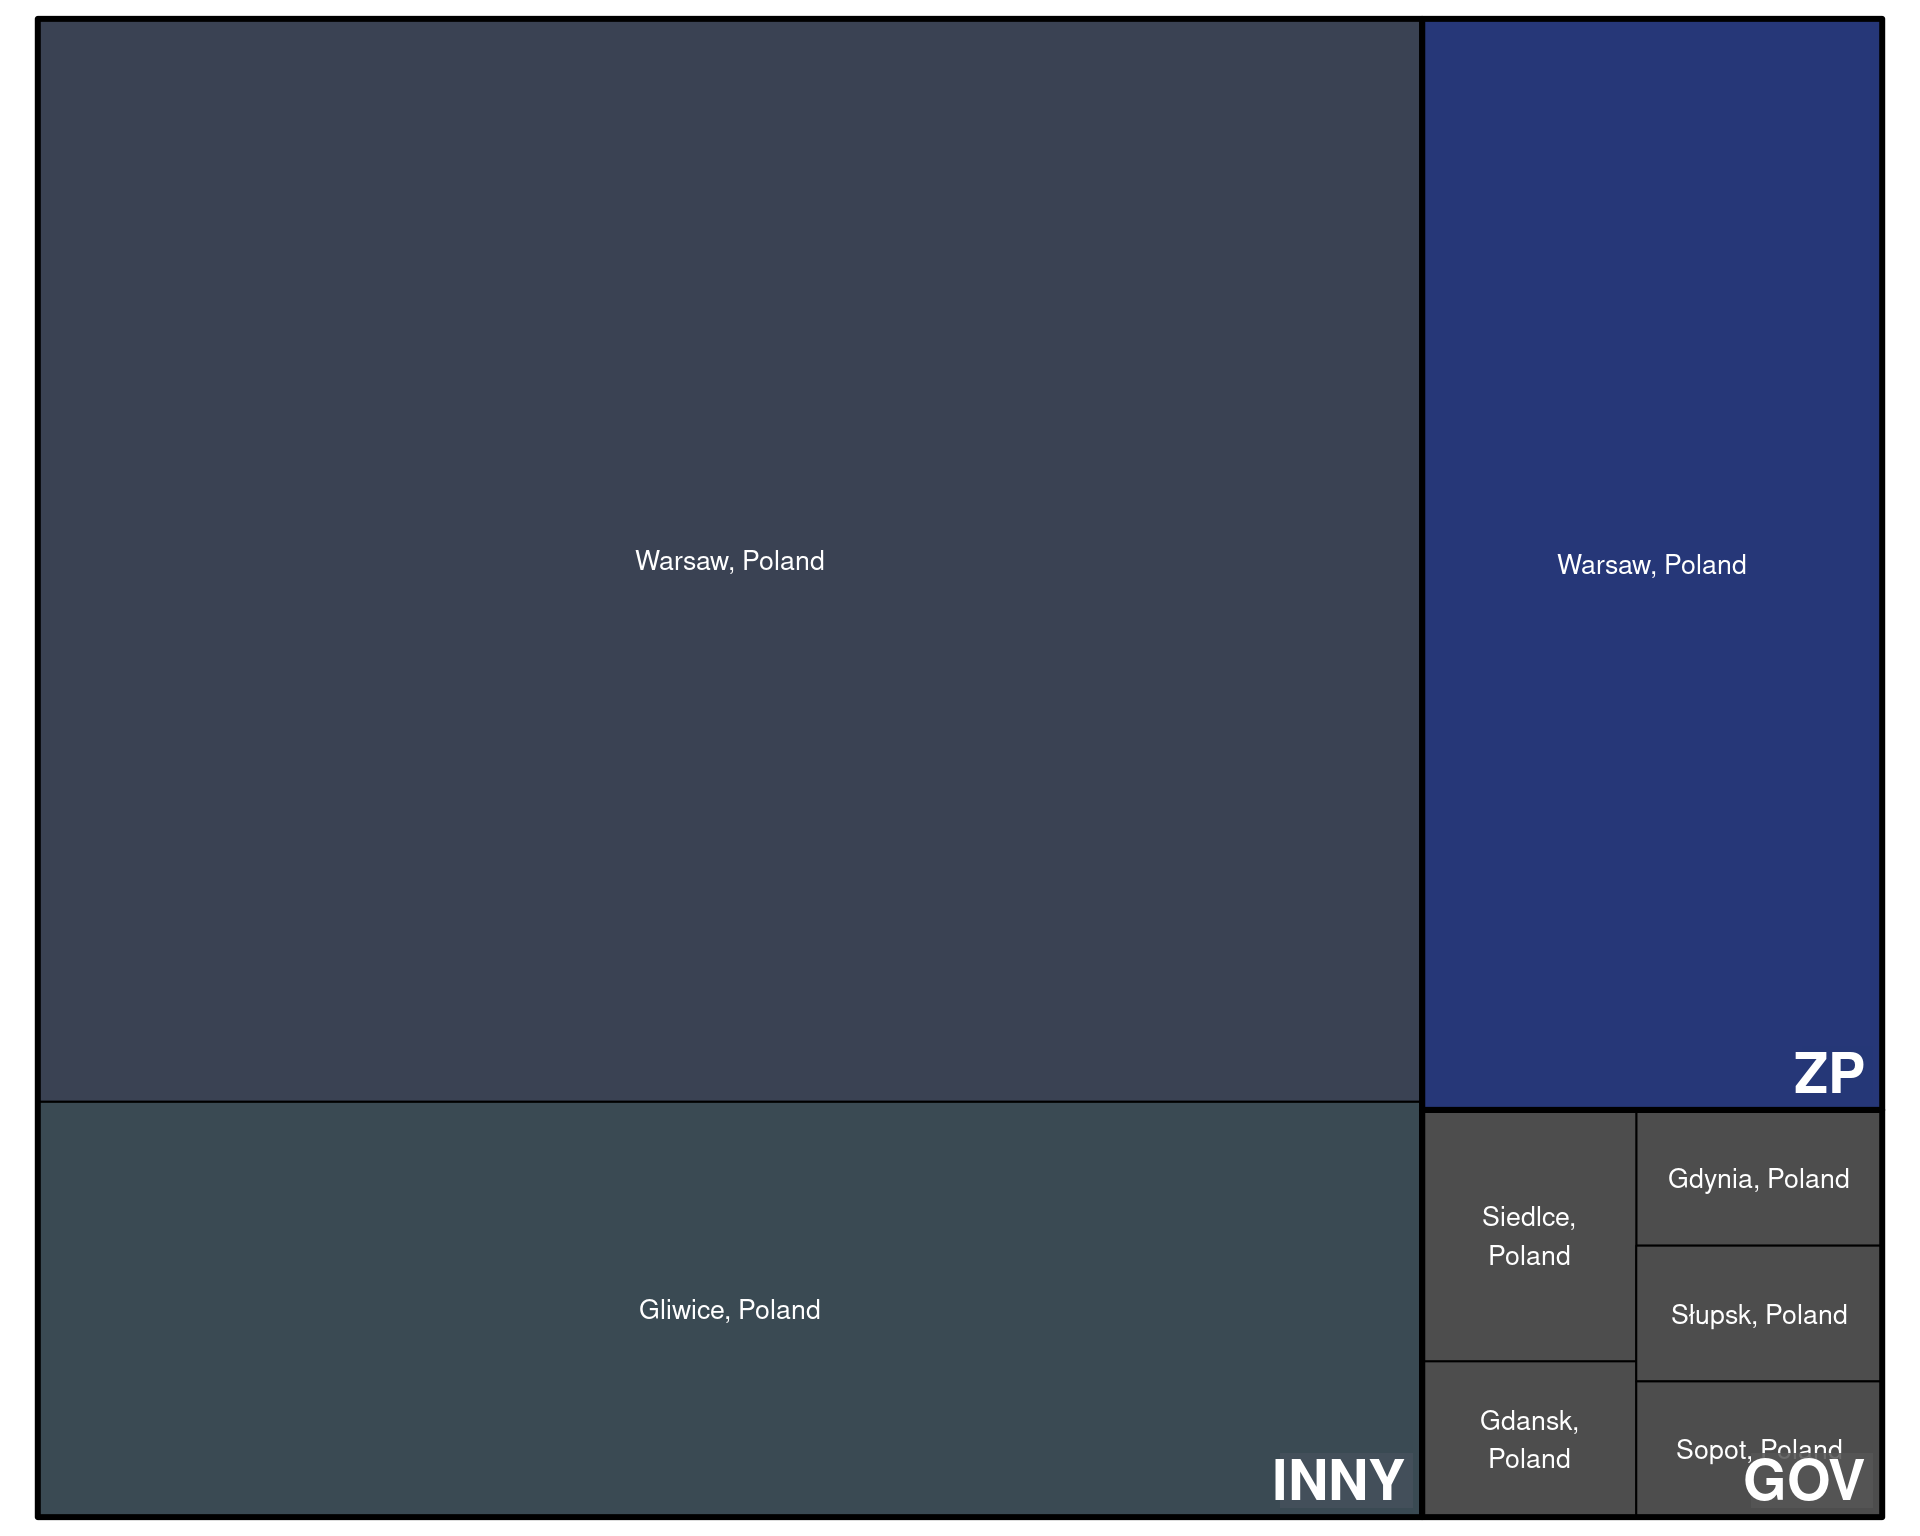 Warsaw, Poland
Gliwice, Poland
INNY
Warsaw, Poland
ZP
Siedlce,
Poland
Gdansk,
Poland
Gdynia, Poland
Słupsk, Poland
Sopot, Poland
GOV